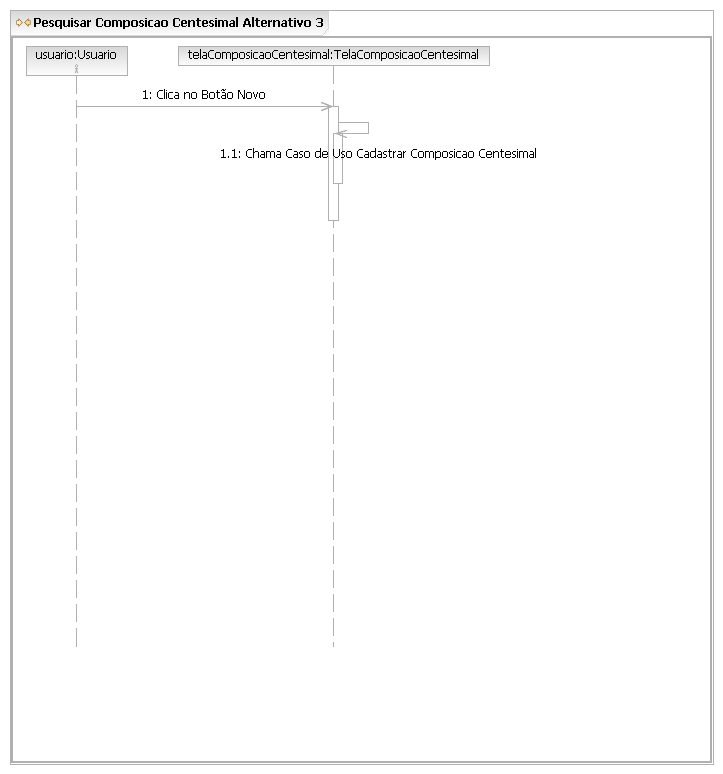 Pesquisar Composicao Centesimal Alternativo 3
usuario:Usuario
telaComposicaoCentesimal:TelaComposicaoCentesimal
1: Clica no Botão Novo
1.1: Chama Caso de Uso Cadastrar Composicao Centesimal